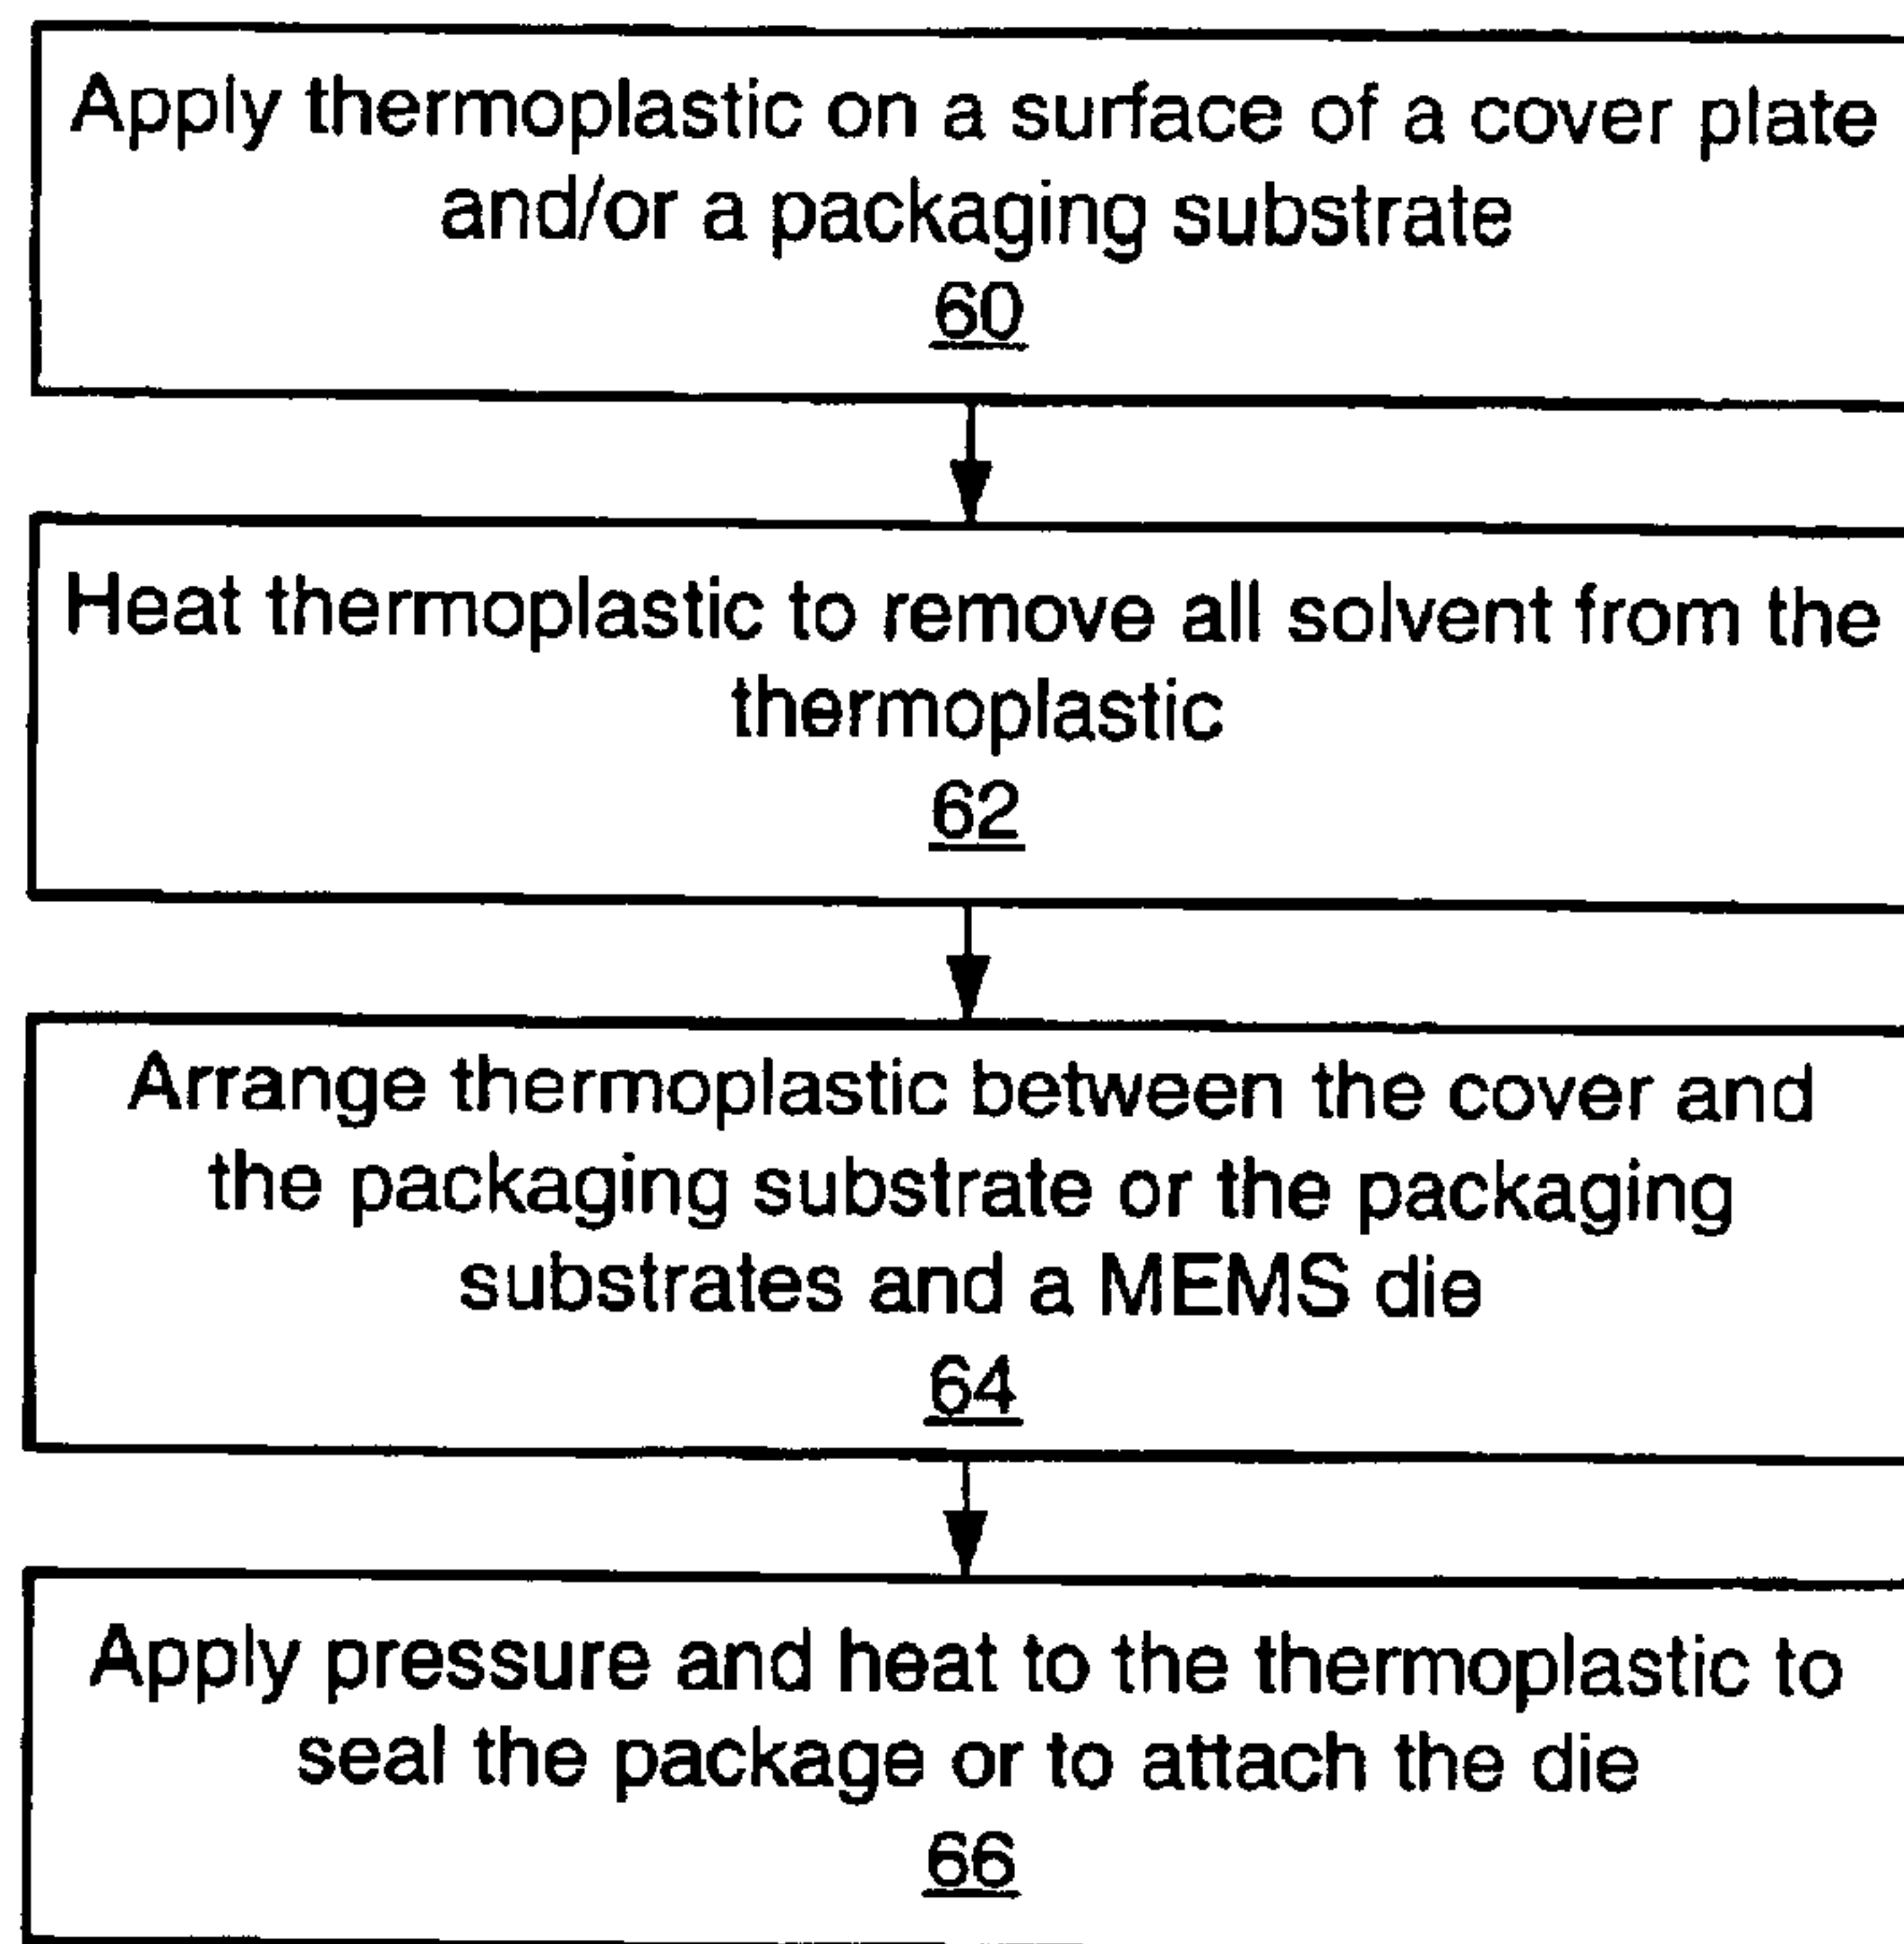 Apply thermoplastic on a surface of a cover plate
and/or a packaging substrate
60
Heat thermoplastic to remove all solvent from the
thermoplastic
62
Arrange thermoplastic between the cover and
the packaging substrate or the packaging
substrates and a MEMS die
64
Apply pressure and heat to the thermoplastic to
seal the package or to attach the die
66